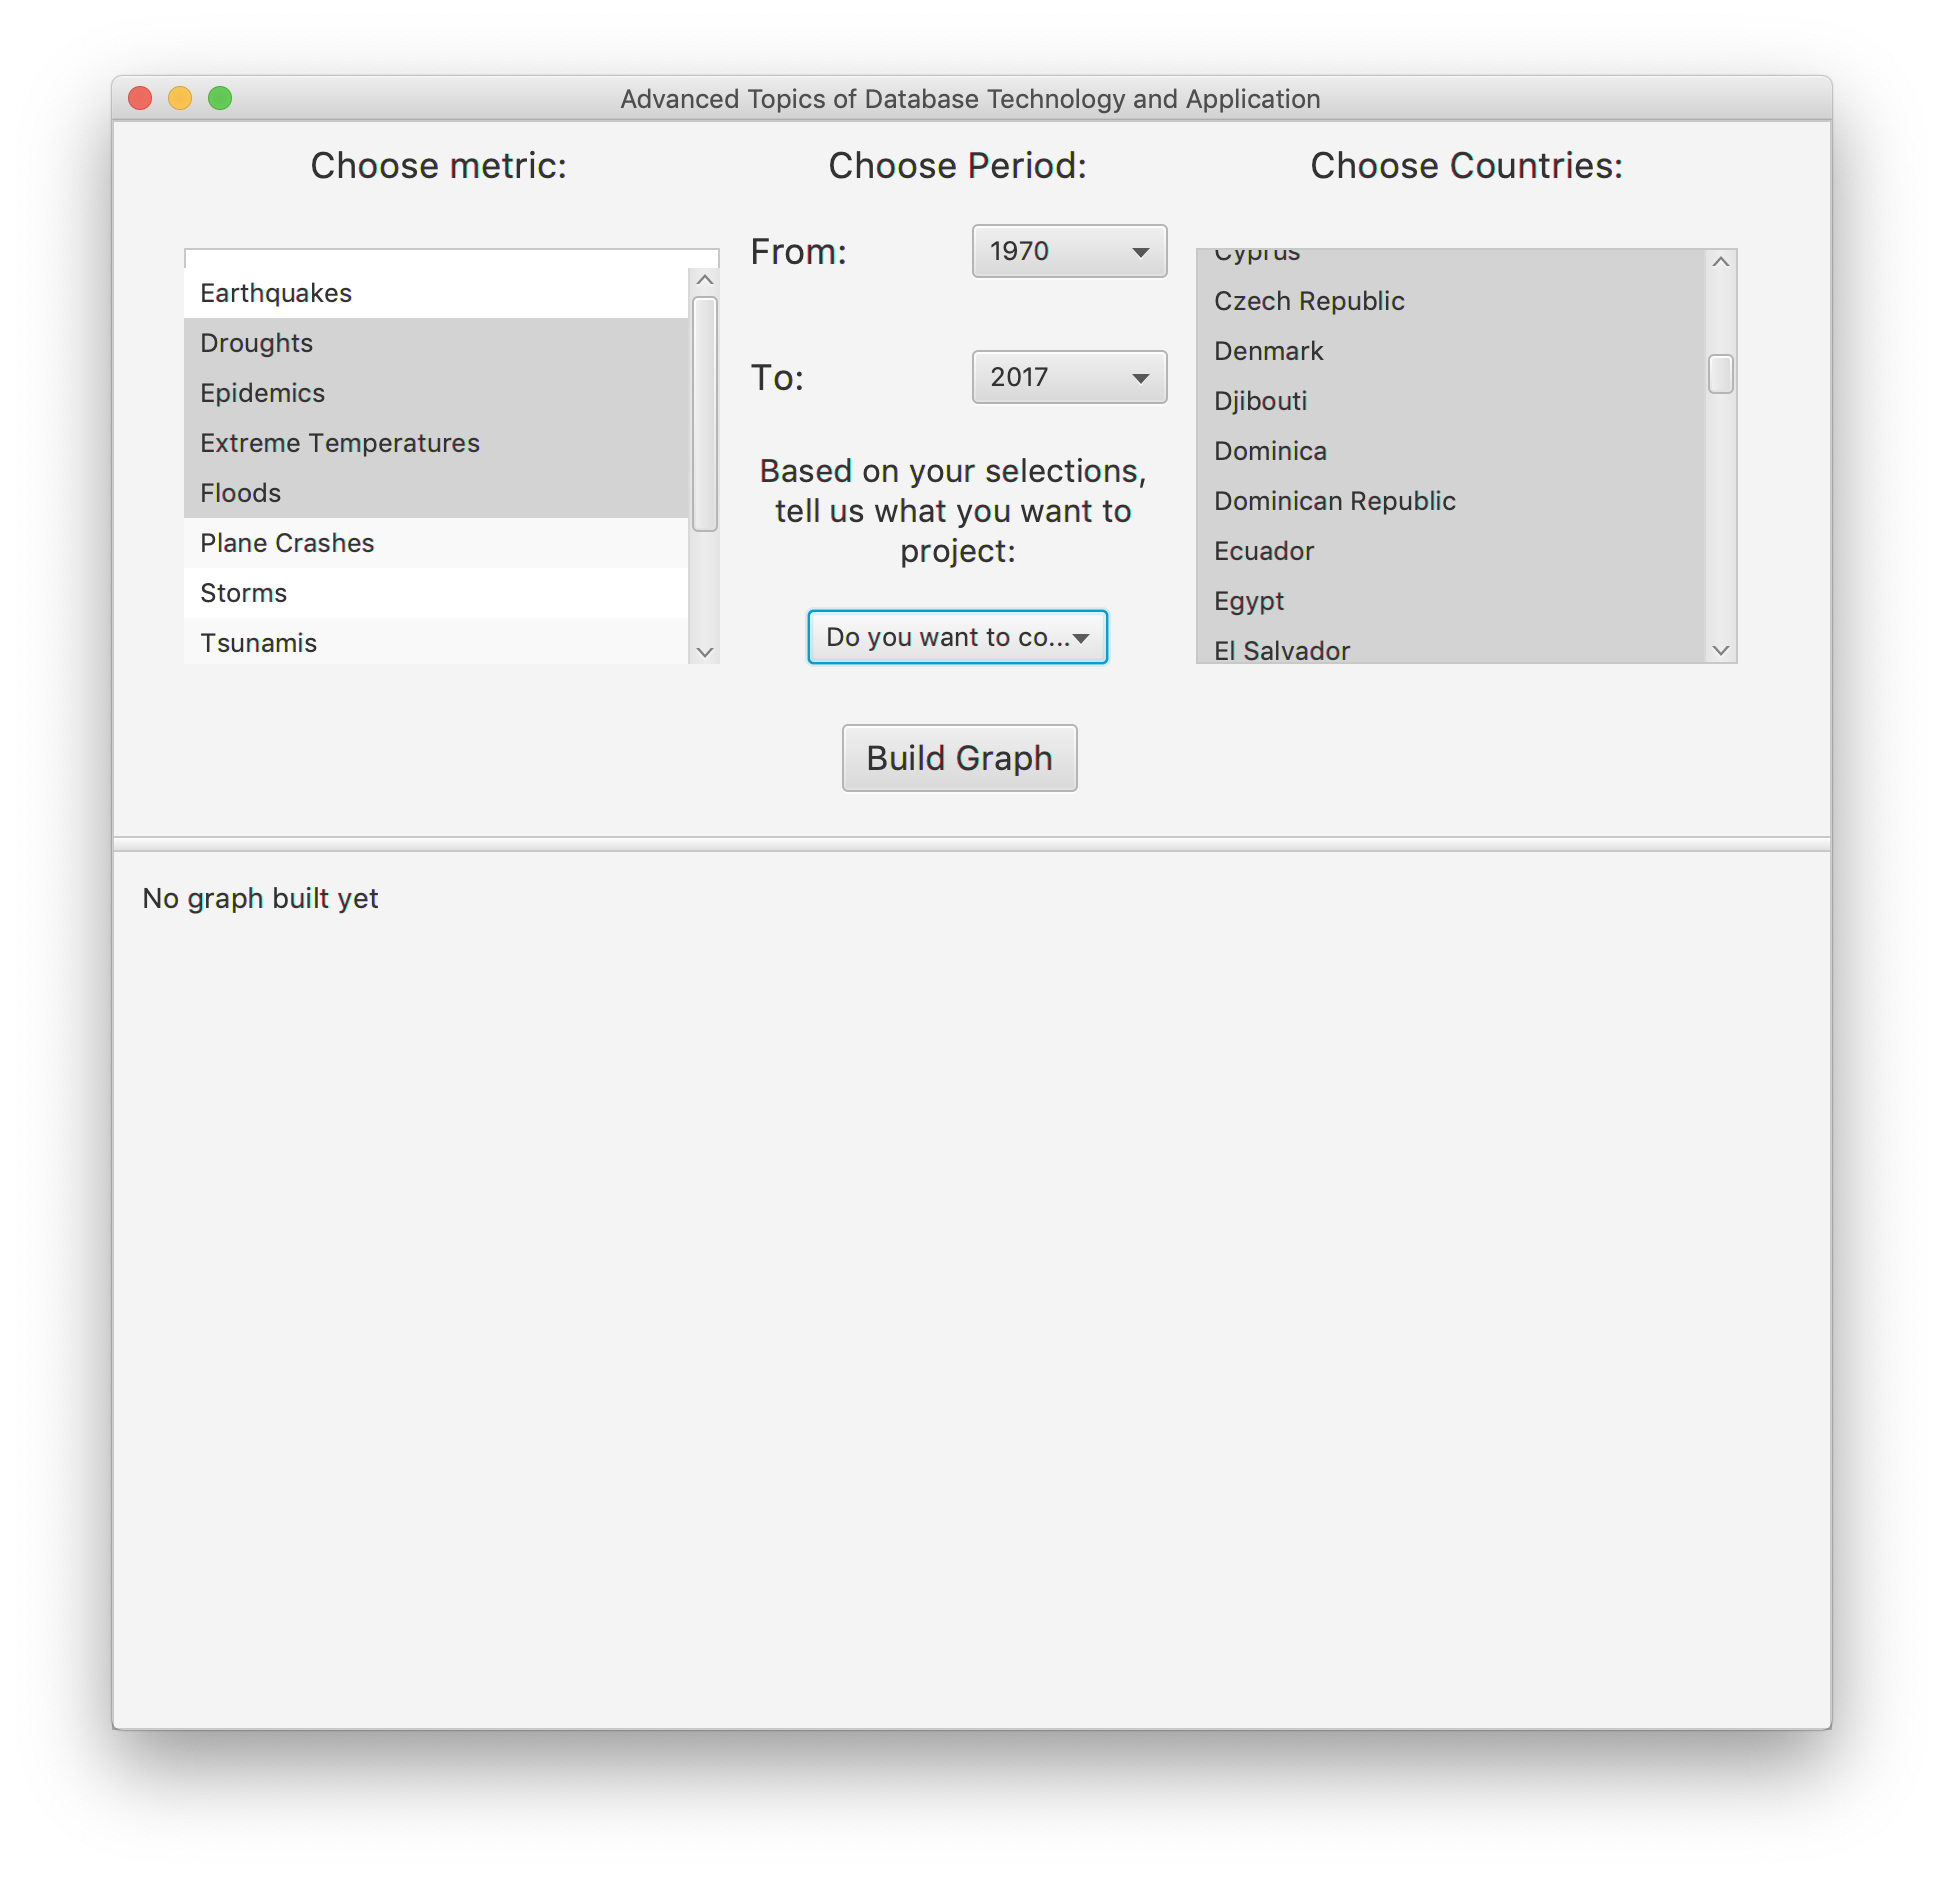 Advanced Topics of Database Technology and Application
Choose metric:
Earthquakes
Droughts
Epidemics
Extreme Temperatures
Floods
Plane Crashes
Storms
Tsunamis
Choose Period:
From:
1970
To:
2017
Based on your selections,
tell us what you want to
project:
Do you want to co...
Build Graph
Choose Countries:
Cyprus
Czech Republic
Denmark
Djibouti
Dominica
Dominican Republic
Ecuador
Egypt
El Salvador
No graph built yet